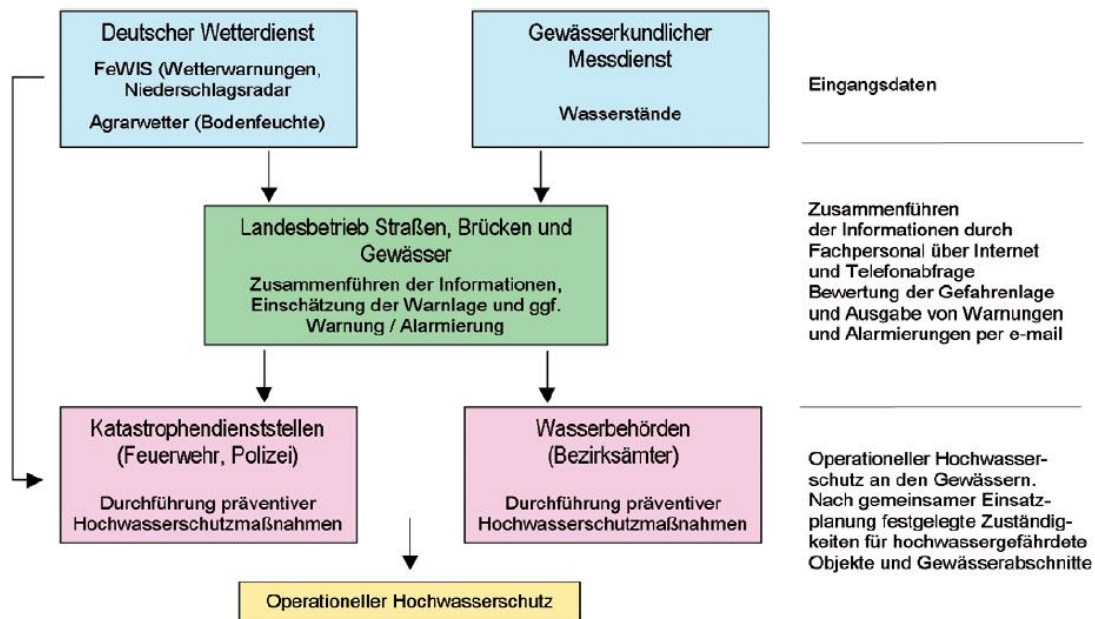 Deutscher Wetterdienst
FeWIS (Wetterwarnungen,
Niederschlagsradar
Agrarwetter (Bodenfeuchte)
Gewässerkundlicher
Messdienst
Wasserstände
Eingangsdaten
Landesbetrieb Straßen, Brücken und
Gewässer
Zusammenführen der Informationen,
Einschätzung der Warnlage und ggf.
Warnung / Alarmierung
Zusammenführen
der Informationen durch
Fachpersonal über Internet
und Telefonabfrage
Bewertung der Gefahrenlage
und Ausgabe von Warnungen
und Alarmierungen per e-mail
Katastrophendienststellen
(Feuerwehr, Polizei)
Durchführung präventiver
Hochwasserschutzmaßnahmen
Wasserbehörden
(Bezirksämter)
Durchführung präventiver
Hochwasserschutzmaßnahmen
Operationeller Hochwasser-
schutz an den Gewässern.
Nach gemeinsamer Einsatz-
planung festgelegte Zuständig-
keiten für hochwassergefährdete
Objekte und Gewässerabschnitte
Operationeller Hochwasserschutz